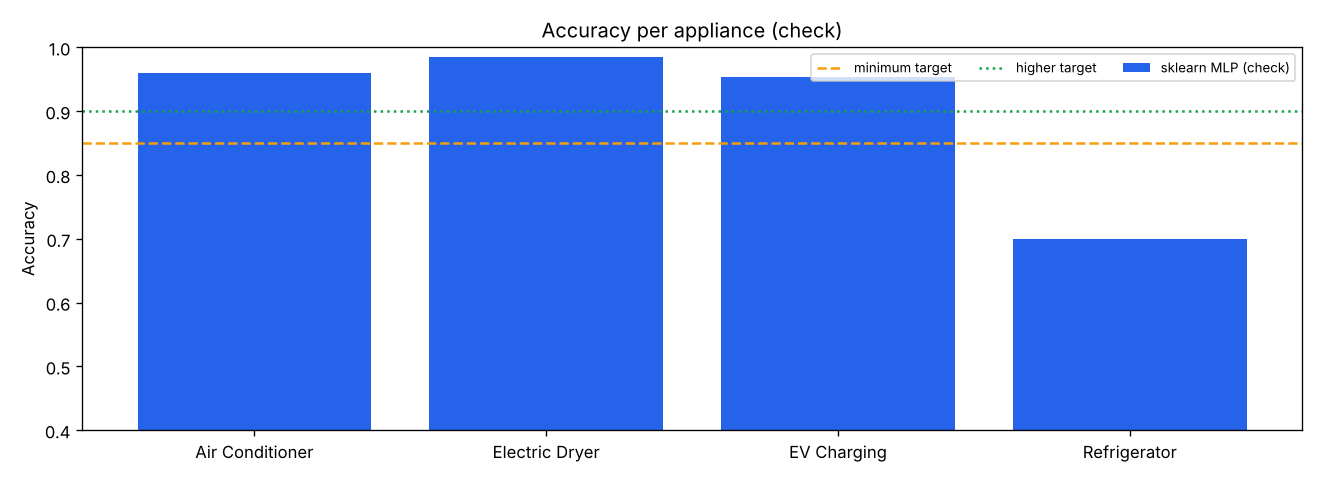 Accuracy per appliance (check)
minimum target
higher target
sklearn MLP (check)
Accuracy
1.0
0.9
0.8
0.7
0.6
0.5
0.4
Air Conditioner
Electric Dryer
EV Charging
Refrigerator